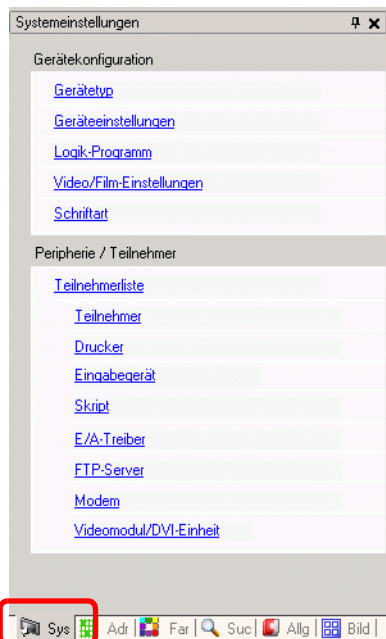 Systemeinstellungen
Gerätekonfiguration
Gerätetyp
Geräteeinstellungen
Logik-Programm
Video/Film-Einstellungen
Schriftart
Peripherie / Teilnehmer
Teilnehmerliste
Teilnehmer
Drucker
Eingabegerät
Skript
E/A-Treiber
FTP-Server
Modem
Videomodul/DVI-Einheit
Sys Adr Far Suc Allg Bild